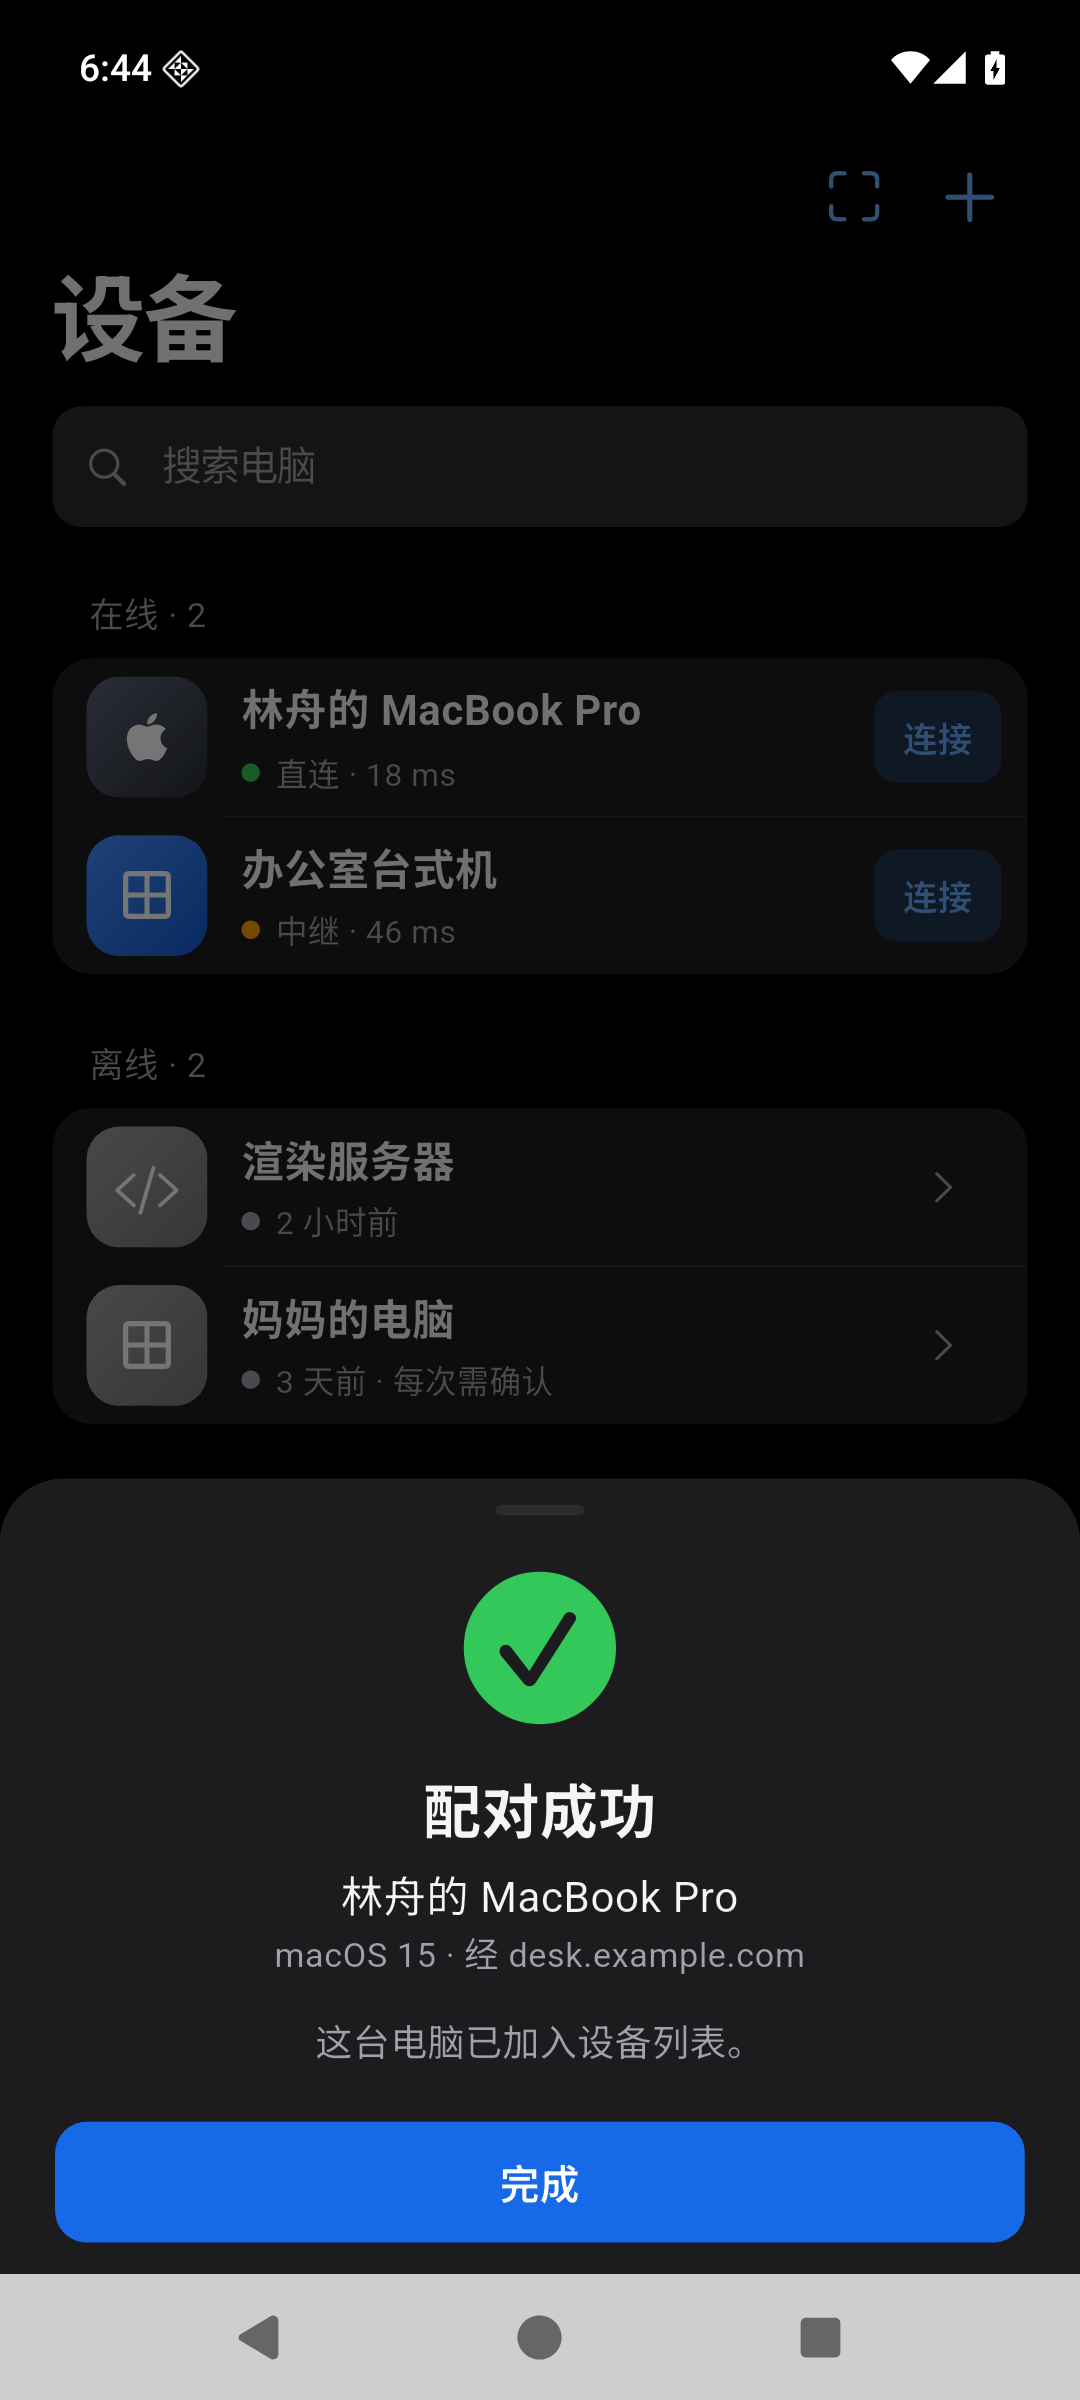 6:44
设备
搜索电脑
在线 · 2
林舟的 MacBook Pro
直连 · 18 ms
连接
办公室台式机
中继 · 46 ms
连接
离线 · 2
渲染服务器
2 小时前
妈妈的电脑
3 天前 · 每次需确认
配对成功
林舟的 MacBook Pro
macOS 15 · 经 desk.example.com
这台电脑已加入设备列表。
完成